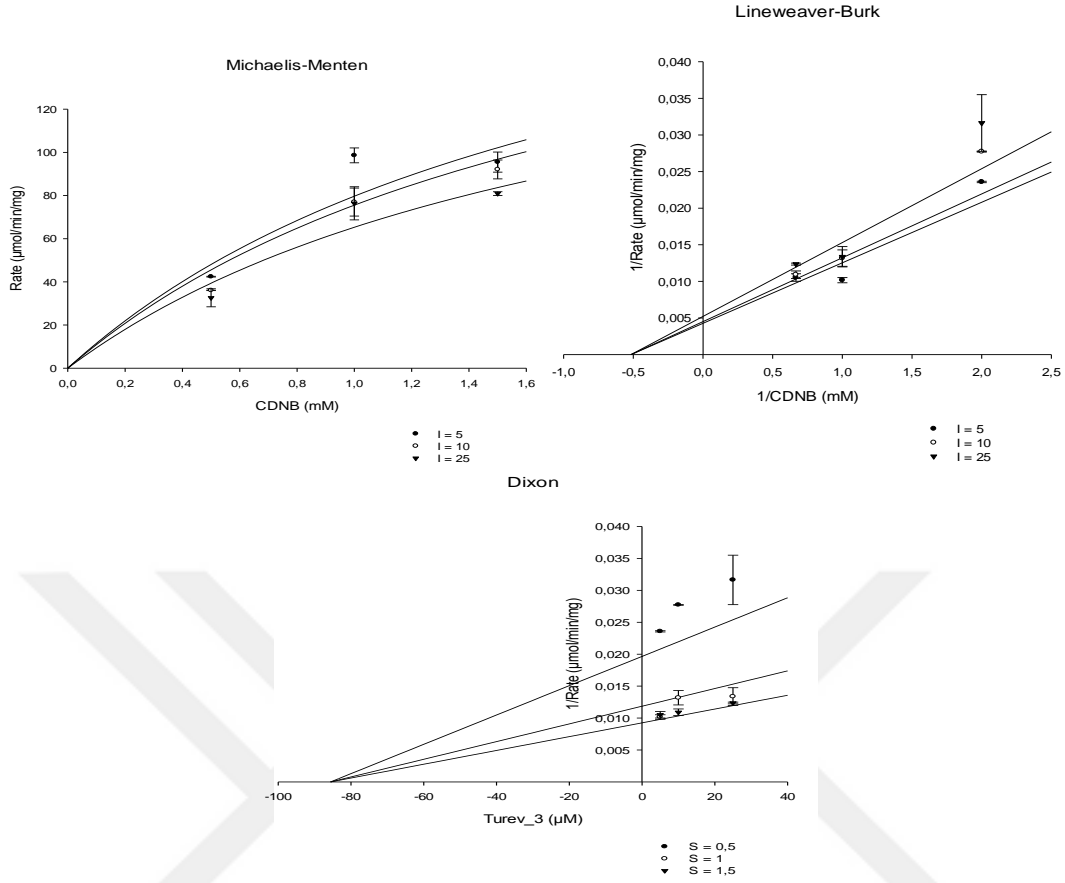 Lineweaver-Burk
Michaelis-Menten
Rate (µmol/min/mg)
120
100
80
60
40
20
0
0,0 0,2 0,4 0,6 0,8 1,0 1,2 1,4 1,6
CDNB (mM)
I = 5
I = 10
I = 25
1/Rate (µmol/min/mg)
0,040
0,035
0,030
0,025
0,020
0,015
0,010
0,005
-1,0 -0,5 0,0 0,5 1,0 1,5 2,0 2,5
1/CDNB (mM)
I = 5
I = 10
I = 25
Dixon
1/Rate (µmol/min/mg)
0,040
0,035
0,030
0,025
0,020
0,015
0,010
0,005
-100 -80 -60 -40 -20 0 20 40
Turev_3 (µM)
S = 0,5
S = 1
S = 1,5